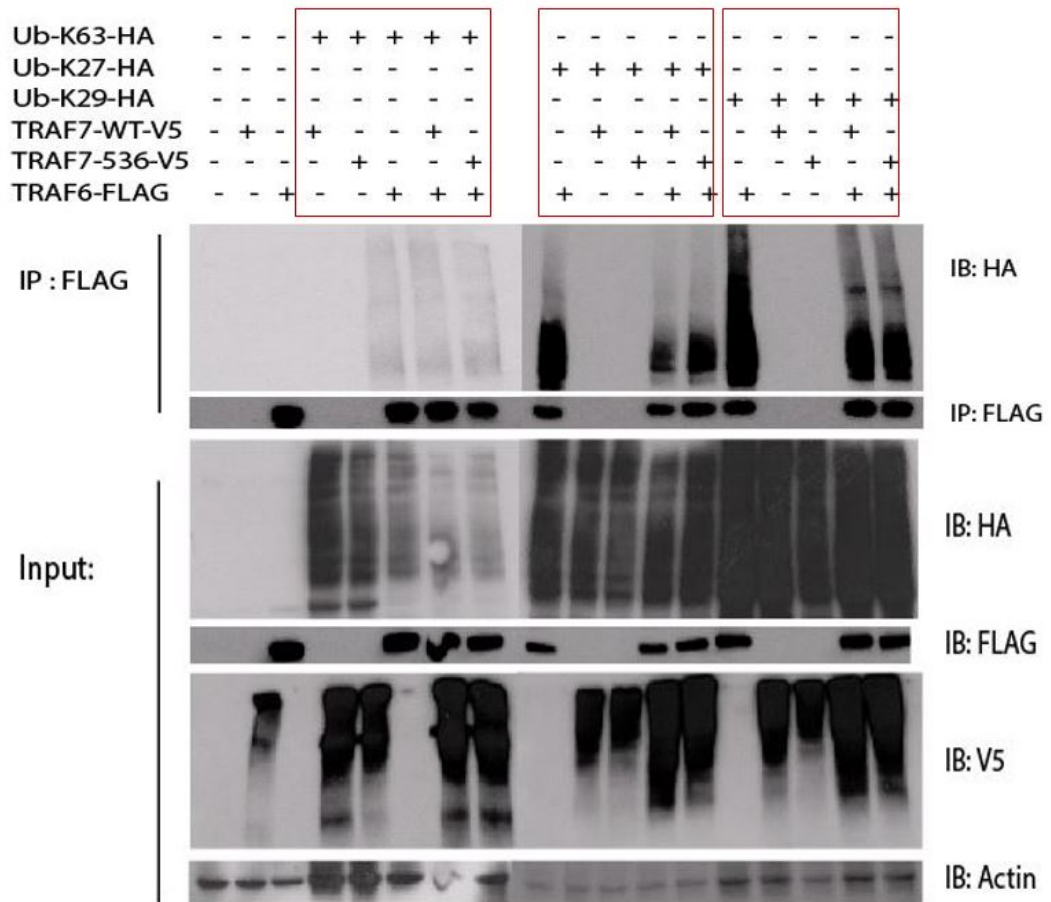 Ub-K63-HA - - - + + + + + - - - - - - - - - -
Ub-K27-HA - - - - - - - - + + + + + - - - - -
Ub-K29-HA - - - - - - - - - - - - - + + + + +
TRAF7-WT-V5 - + - + - - + - - + - + - - + - + -
TRAF7-536-V5 - - - - + - - + - - + - + - - + - +
TRAF6-FLAG - - + - - + + + + - - + + + - - + +
IP : FLAG
IB: HA
IP: FLAG
Input:
IB: HA
IB: FLAG
IB: V5
IB: Actin